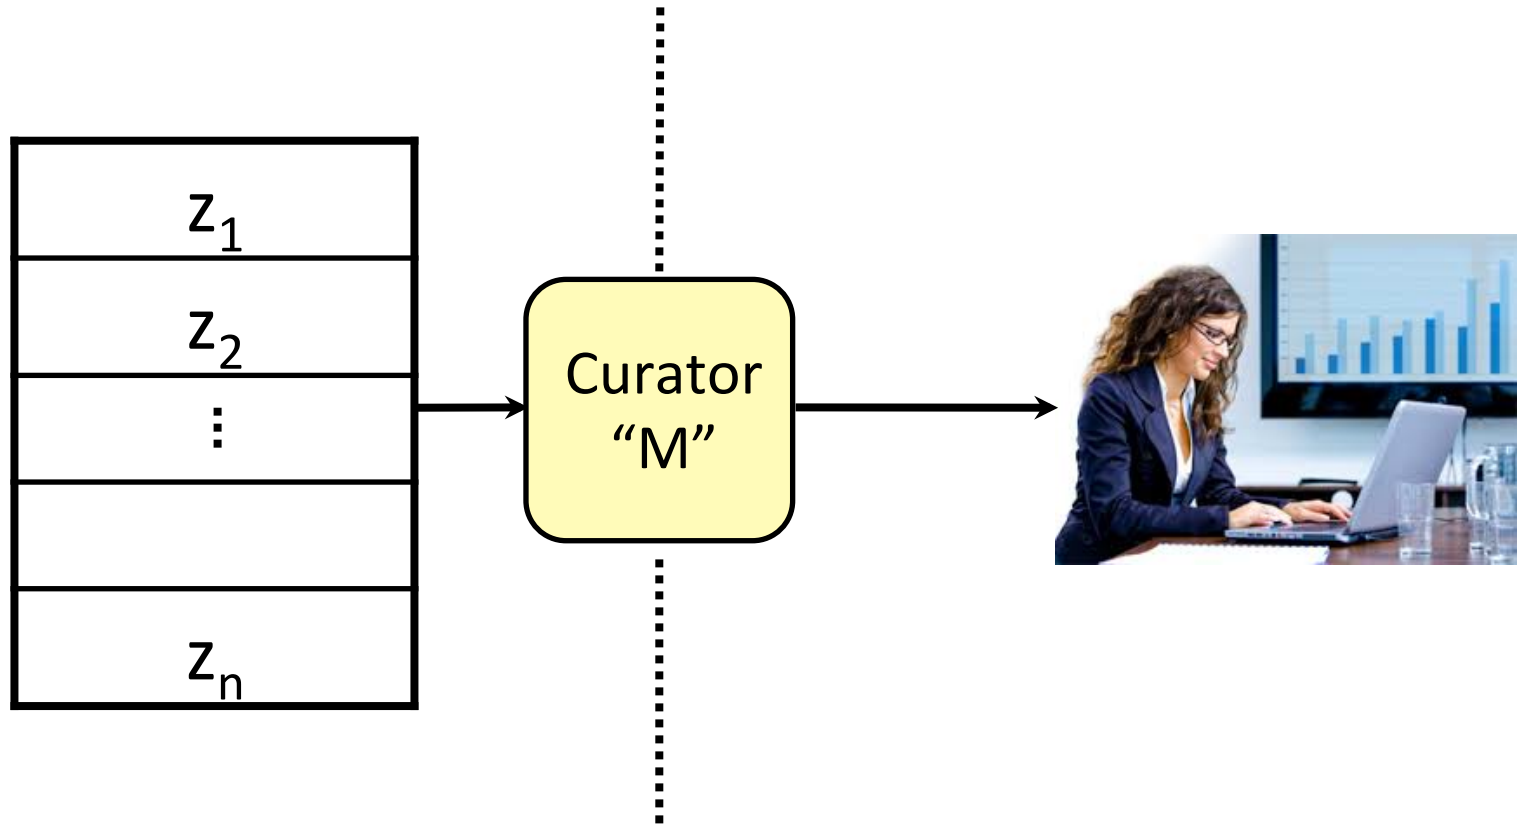 z₁
z₂
⋮
zₙ
Curator
“M”